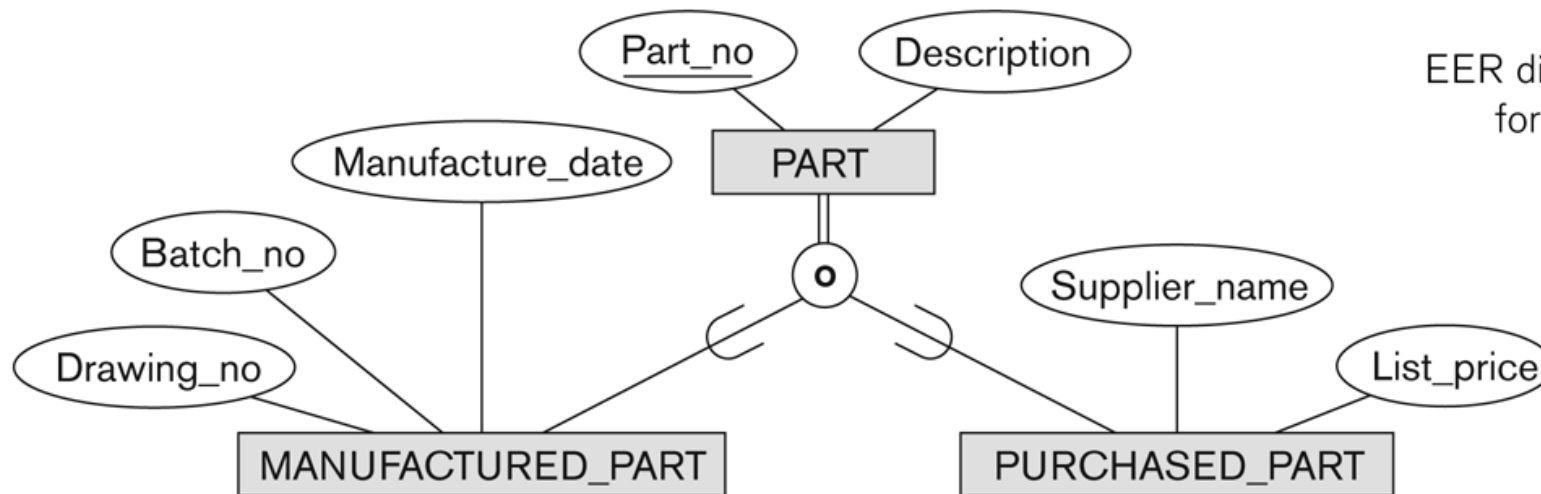 Part_no
Description
EER di
for
Manufacture_date
PART
Batch_no
o
Supplier_name
Drawing_no
List_price
MANUFACTURED_PART
PURCHASED_PART